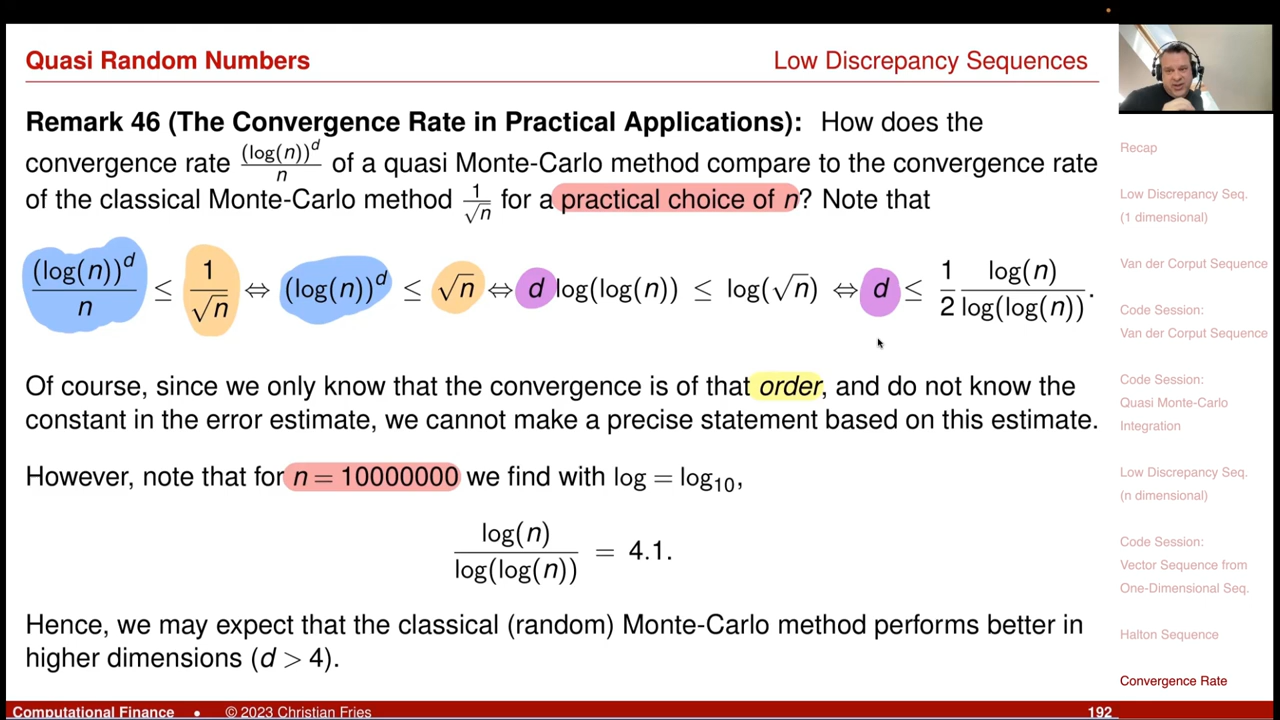 Quasi Random Numbers
Low Discrepancy Sequences
Remark 46 (The Convergence Rate in Practical Applications): How does the
convergence rate (log(n))^d / n of a quasi Monte-Carlo method compare to the convergence rate
of the classical Monte-Carlo method 1/√n for a practical choice of n? Note that
(log(n))^d / n ≤ 1/√n ⇔ (log(n))^d ≤ √n ⇔ d log(log(n)) ≤ log(√n) ⇔ d ≤ 1/2 log(n)/log(log(n)).
Of course, since we only know that the convergence is of that order, and do not know the
constant in the error estimate, we cannot make a precise statement based on this estimate.
However, note that for n = 10000000 we find with log = log₁₀,
log(n)/log(log(n)) = 4.1.
Hence, we may expect that the classical (random) Monte-Carlo method performs better in
higher dimensions (d > 4).
Recap
Low Discrepancy Seq.
(1 dimensional)
Van der Corput Sequence
Code Session:
Van der Corput Sequence
Code Session:
Quasi Monte-Carlo
Integration
Low Discrepancy Seq.
(n dimensional)
Code Session:
Vector Sequence from
One-Dimensional Seq.
Halton Sequence
Convergence Rate
Computational Finance • © 2023 Christian Fries
192